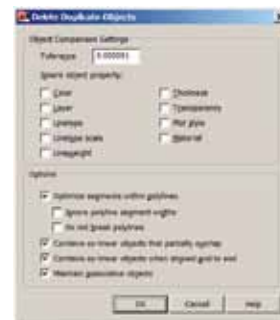 Delete Duplicate Objects
Object Comparison Settings
Tolerance: 0.000001
Ignore object property:
Color
Thickness
Layer
Transparency
Linetype
Plot style
Linetype scale
Material
Lineweight
Options
Optimize segments within polylines
Ignore polyline segment widths
Do not break polylines
Combine co-linear objects that partially overlap
Combine co-linear objects when aligned end to end
Maintain associative objects
OK
Cancel
Help